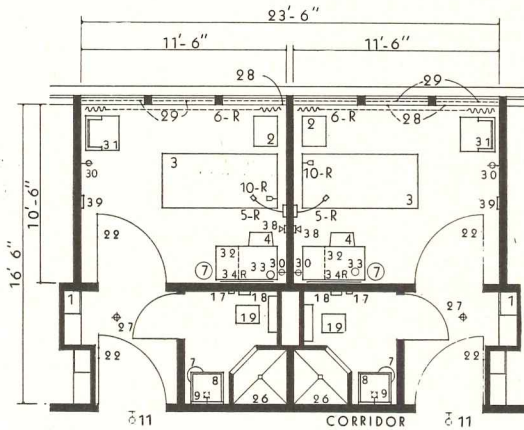 23'-6"
11'-6" 11'-6"
28 29
29 6-R 6-R 28
31 2 2 31
3 10-R
30 10-R 3 30
39 5-R 5-R 39
10'-6"
16' 6"
38 38
22 4 4 22
32 30 30 32
7 33 33 7
34R 34R
17 18 18 17
1 19 19 1
27 27
22 7 7 22
8 8
9 26 26 9
11 CORRIDOR 11